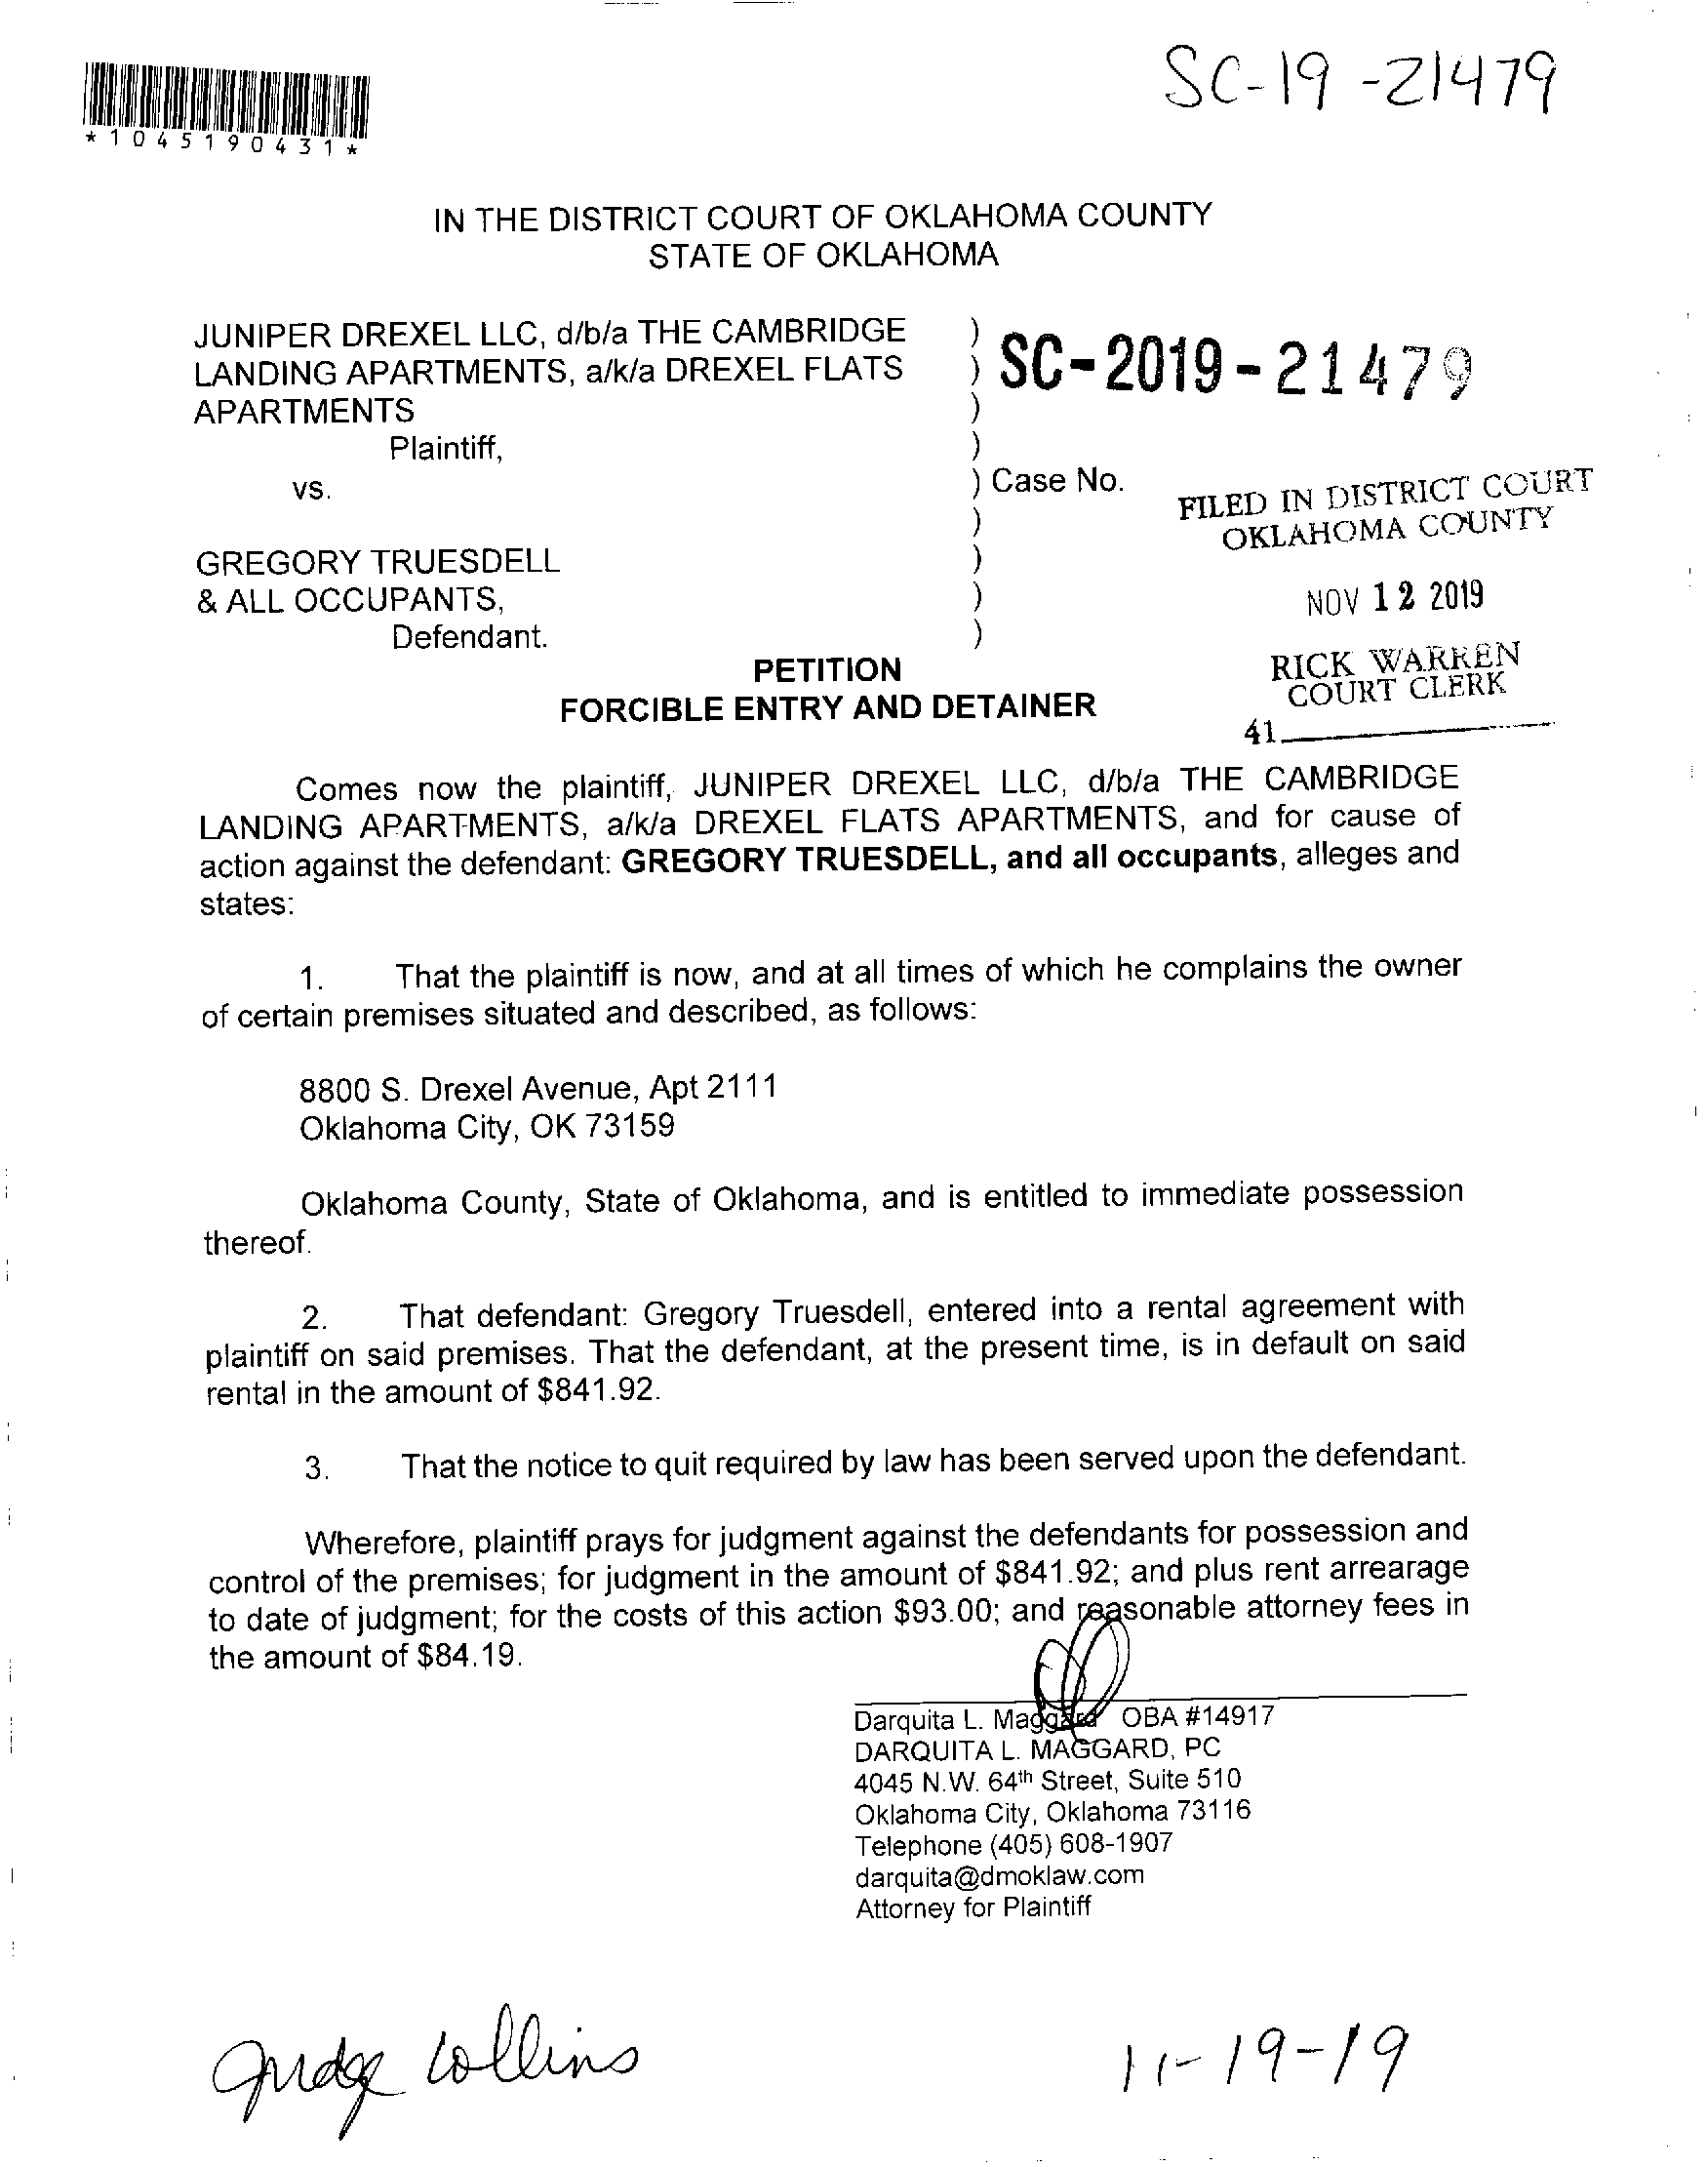 SC-19-21479
*1045190431*
IN THE DISTRICT COURT OF OKLAHOMA COUNTY
STATE OF OKLAHOMA
JUNIPER DREXEL LLC, d/b/a THE CAMBRIDGE )
LANDING APARTMENTS, a/k/a DREXEL FLATS ) SC-2019-21479
APARTMENTS )
Plaintiff, )
vs. ) Case No.
FILED IN DISTRICT COURT
OKLAHOMA COUNTY
)
GREGORY TRUESDELL )
& ALL OCCUPANTS, )
NOV 12 2019
Defendant. )
RICK WARREN
COURT CLERK
41
PETITION
FORCIBLE ENTRY AND DETAINER
Comes now the plaintiff, JUNIPER DREXEL LLC, d/b/a THE CAMBRIDGE
LANDING APARTMENTS, a/k/a DREXEL FLATS APARTMENTS, and for cause of
action against the defendant: GREGORY TRUESDELL, and all occupants, alleges and
states:
1. That the plaintiff is now, and at all times of which he complains the owner
of certain premises situated and described, as follows:
8800 S. Drexel Avenue, Apt 2111
Oklahoma City, OK 73159
Oklahoma County, State of Oklahoma, and is entitled to immediate possession
thereof.
2. That defendant: Gregory Truesdell, entered into a rental agreement with
plaintiff on said premises. That the defendant, at the present time, is in default on said
rental in the amount of $841.92.
3. That the notice to quit required by law has been served upon the defendant.
Wherefore, plaintiff prays for judgment against the defendants for possession and
control of the premises; for judgment in the amount of $841.92; and plus rent arrearage
to date of judgment; for the costs of this action $93.00; and reasonable attorney fees in
the amount of $84.19.
Darquita L. Maggard OBA #14917
DARQUITA L. MAGGARD, PC
4045 N.W. 64th Street, Suite 510
Oklahoma City, Oklahoma 73116
Telephone (405) 608-1907
darquita@dmoklaw.com
Attorney for Plaintiff
Judge Collins 11-19-19